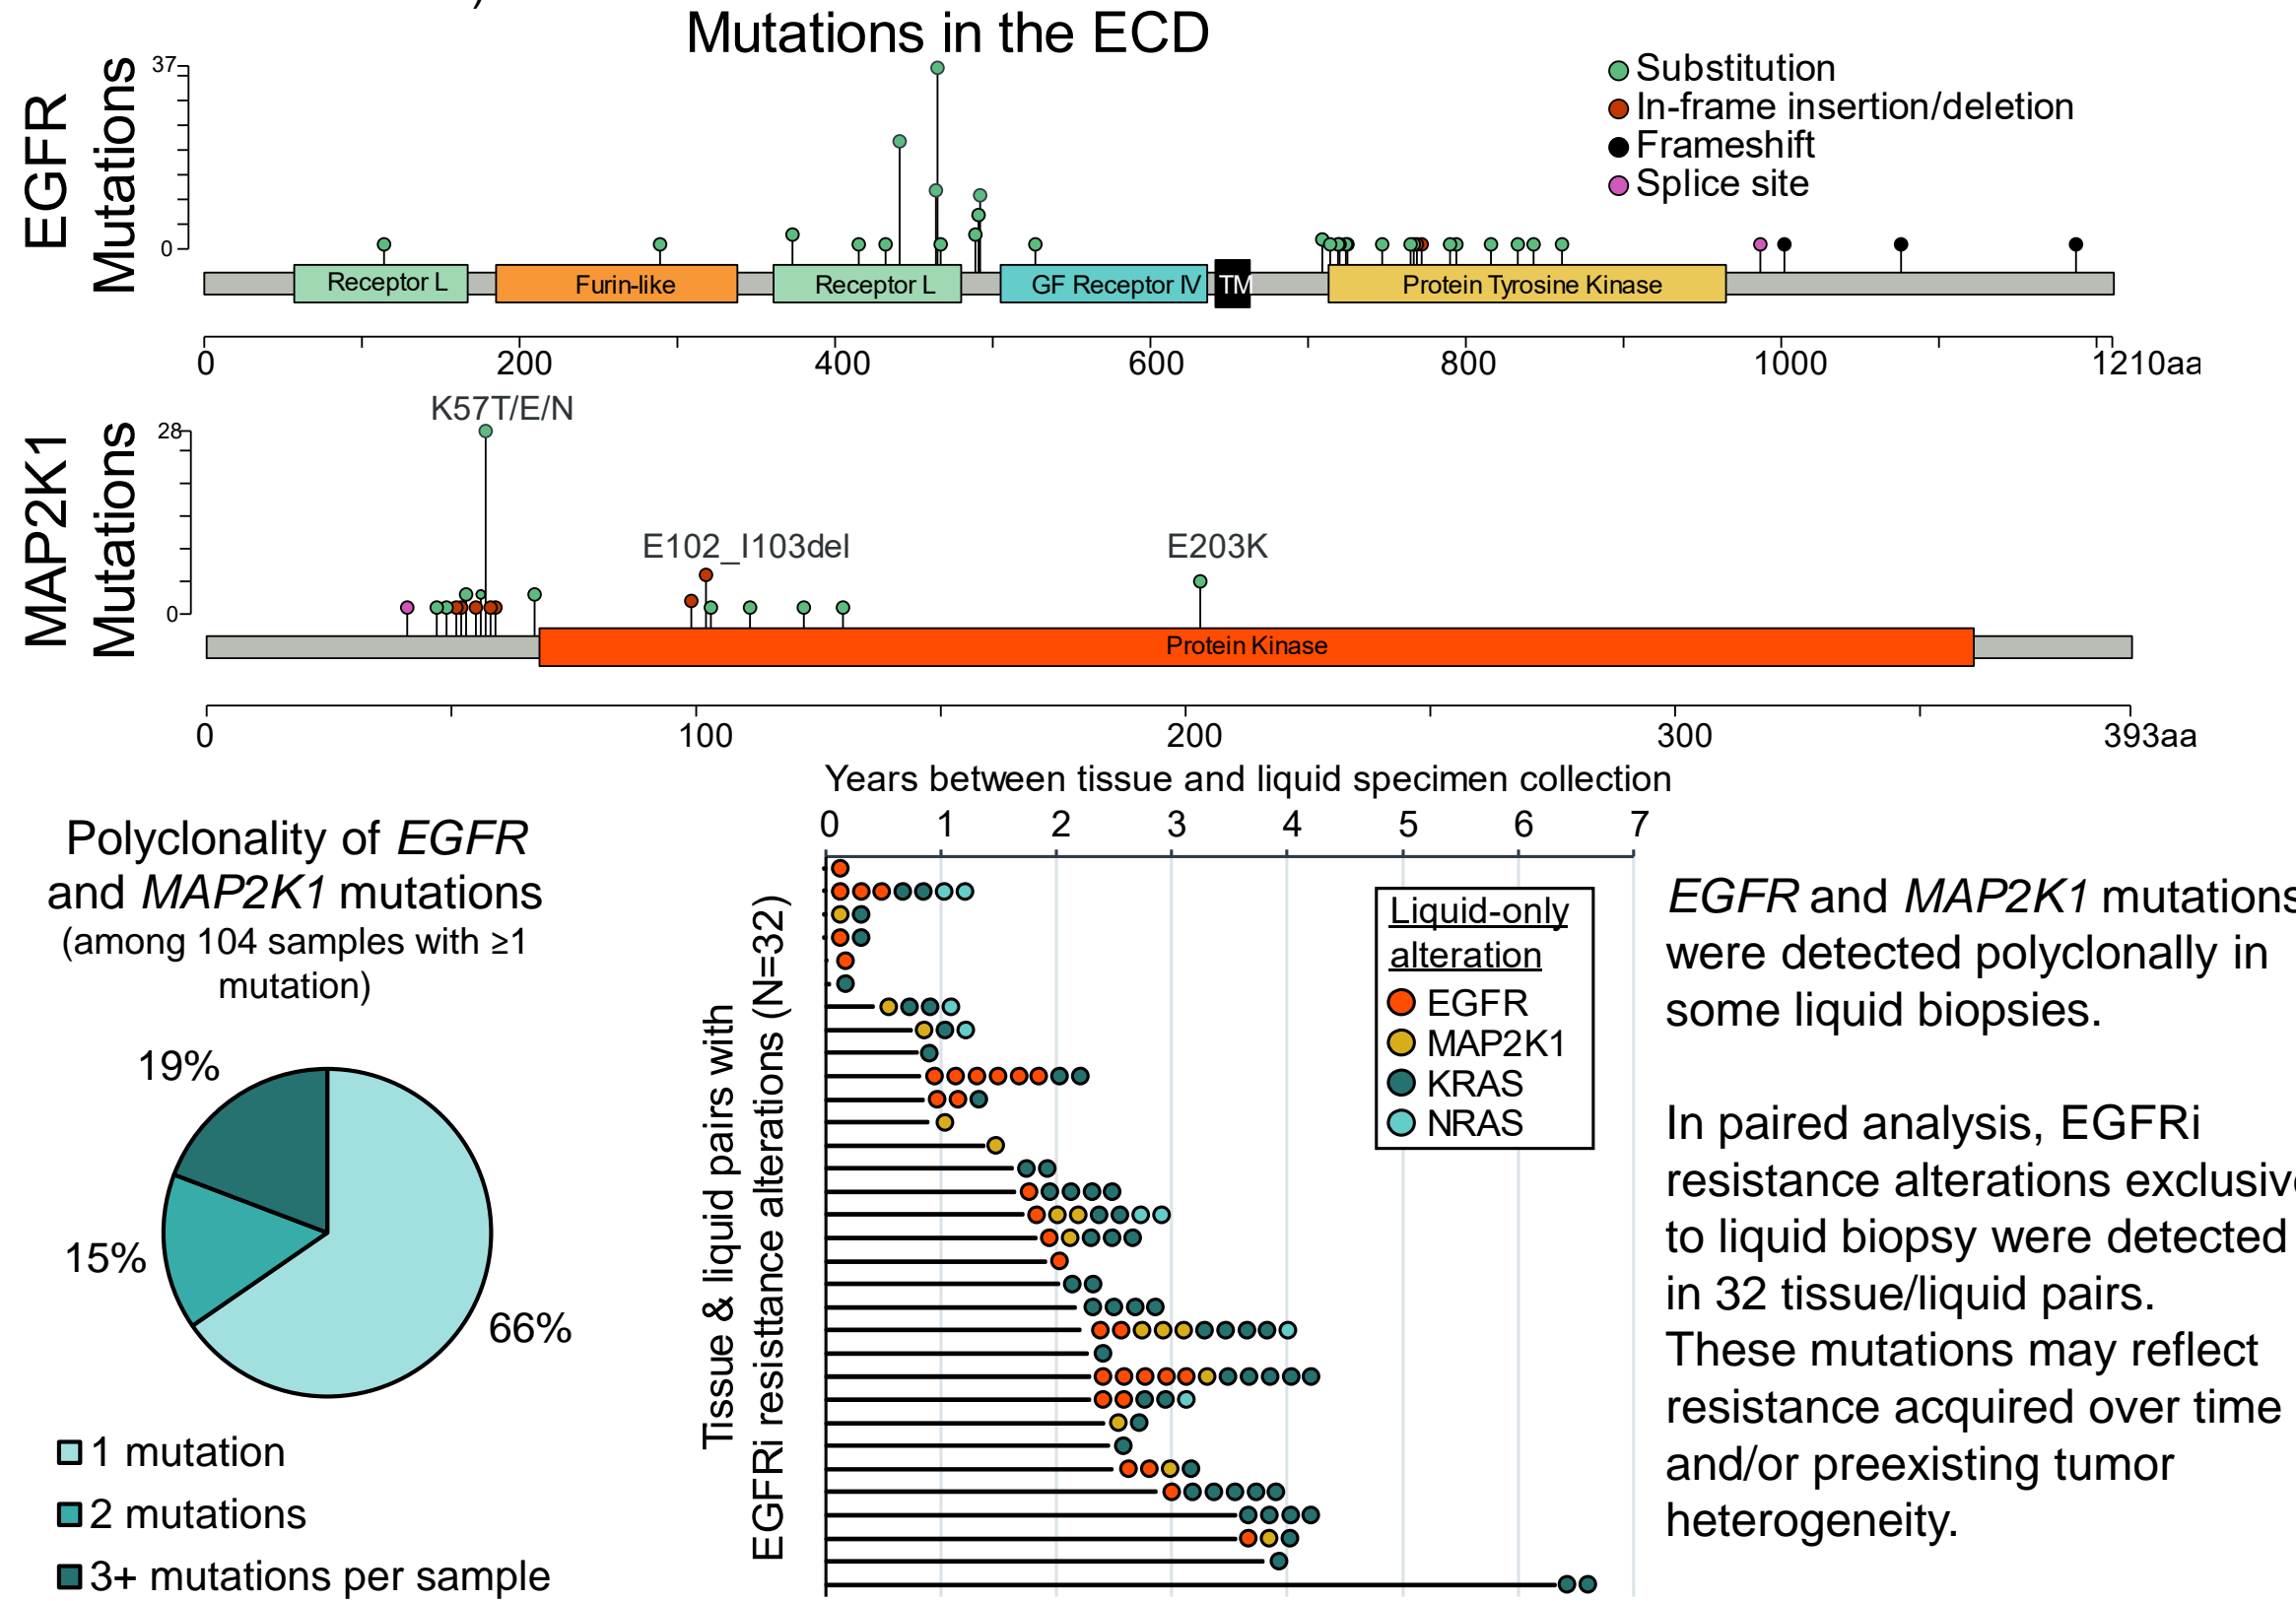 Mutations in the ECD
EGFR
Mutations
37
0
Substitution
In-frame insertion/deletion
Frameshift
Splice site
Receptor L
Furin-like
Receptor L
GF Receptor IV
TM
Protein Tyrosine Kinase
0 200 400 600 800 1000 1210aa
MAP2K1
Mutations
28
0
K57T/E/N
E102_I103del
E203K
Protein Kinase
0 100 200 300 393aa
Polyclonality of EGFR
and MAP2K1 mutations
(among 104 samples with ≥1
mutation)
19%
15%
66%
1 mutation
2 mutations
3+ mutations per sample
Years between tissue and liquid specimen collection
0 1 2 3 4 5 6 7
Tissue & liquid pairs with
EGFRi resisttance alterations (N=32)
Liquid-only
alteration
EGFR
MAP2K1
KRAS
NRAS
EGFR and MAP2K1 mutations
were detected polyclonally in
some liquid biopsies.
In paired analysis, EGFRi
resistance alterations exclusive
to liquid biopsy were detected
in 32 tissue/liquid pairs.
These mutations may reflect
resistance acquired over time
and/or preexisting tumor
heterogeneity.